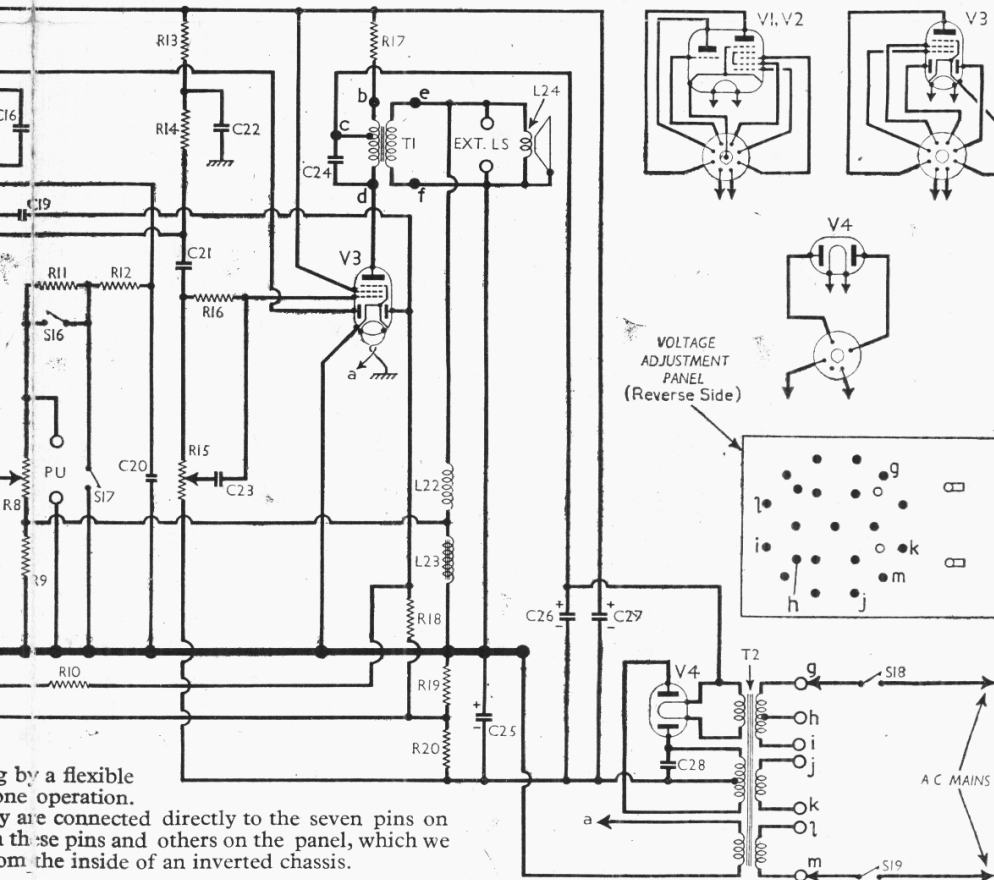 R13
R17
V1, V2
V3
b
e
L24
C16
R14
C22
c
T1
EXT. LS
C24
d
f
C19
V4
C21
V3
R11
R12
R16
S16
a
VOLTAGE
ADJUSTMENT
PANEL
(Reverse Side)
R15
g
PU
C20
C23
L22
S17
R8
l
i
k
L23
m
R9
h
j
R18
C26
+
−
+
−
C27
R10
V4
T2
g
S18
R19
h
+
−
C25
i
R20
j
C28
A C MAINS
k
a
l
m
S19
g by a flexible
one operation.
y are connected directly to the seven pins on
n these pins and others on the panel, which we
om the inside of an inverted chassis.